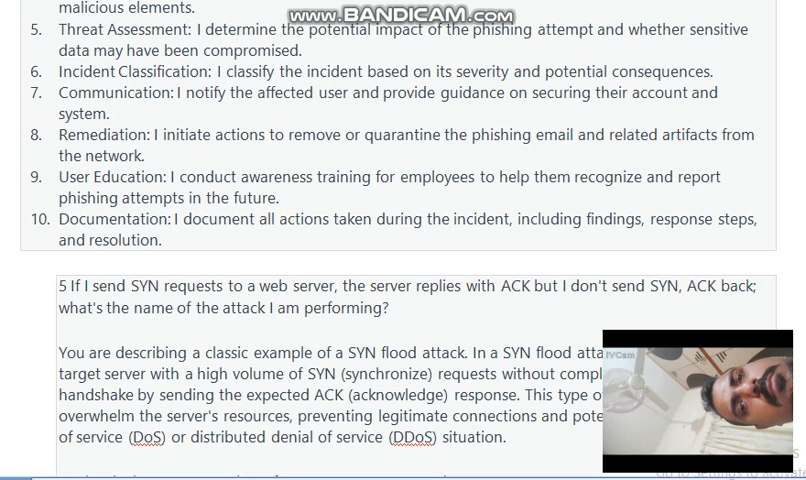 malicious elements.
WWW.BANDICAM.COM
5. Threat Assessment: I determine the potential impact of the phishing attempt and whether sensitive
data may have been compromised.
6. Incident Classification: I classify the incident based on its severity and potential consequences.
7. Communication: I notify the affected user and provide guidance on securing their account and
system.
8. Remediation: I initiate actions to remove or quarantine the phishing email and related artifacts from
the network.
9. User Education: I conduct awareness training for employees to help them recognize and report
phishing attempts in the future.
10. Documentation: I document all actions taken during the incident, including findings, response steps,
and resolution.
5 If I send SYN requests to a web server, the server replies with ACK but I don't send SYN, ACK back;
what's the name of the attack I am performing?
You are describing a classic example of a SYN flood attack. In a SYN flood atta
iVCam
target server with a high volume of SYN (synchronize) requests without compl
handshake by sending the expected ACK (acknowledge) response. This type o
overwhelm the server's resources, preventing legitimate connections and pote
of service (DoS) or distributed denial of service (DDoS) situation.